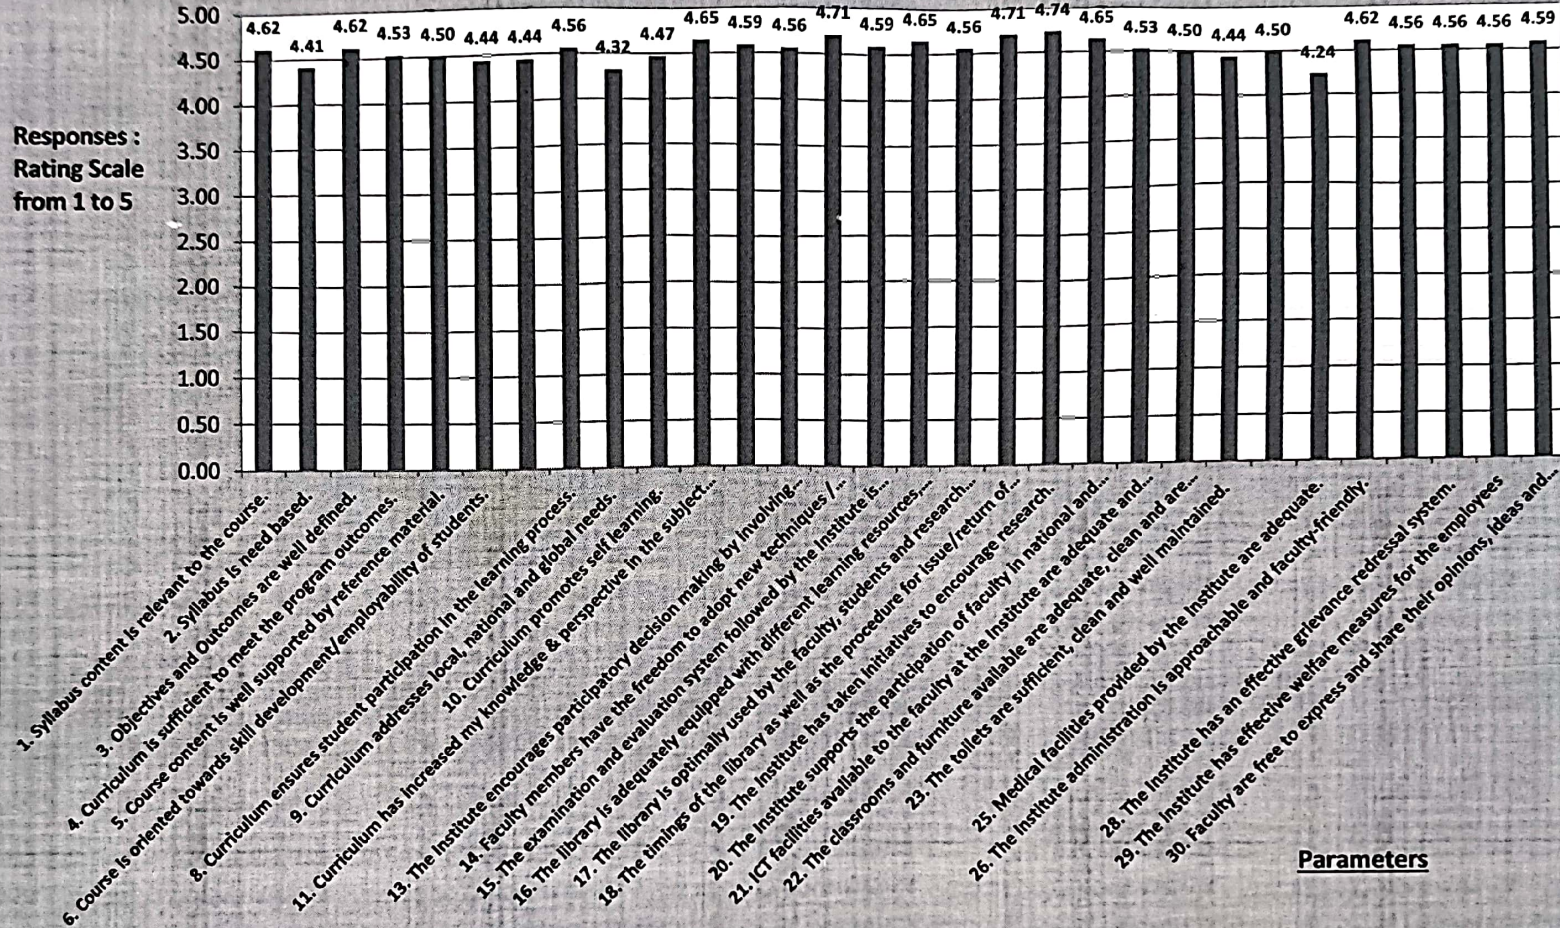 5.00
4.50
4.00
3.50
3.00
2.50
2.00
1.50
1.00
0.50
0.00
Responses :
Rating Scale
from 1 to 5
4.62
4.41
4.62
4.53
4.50
4.44
4.44
4.56
4.32
4.47
4.65
4.59
4.56
4.71
4.59
4.65
4.56
4.71
4.74
4.65
4.53
4.50
4.44
4.50
4.24
4.62
4.56
4.56
4.56
4.59
1. Syllabus content is relevant to the course.
2. Syllabus is need based.
3. Objectives and Outcomes are well defined.
4. Curriculum is sufficient to meet the program outcomes.
5. Course content is well supported by reference material.
6. Course is oriented towards skill development/employability of students.
8. Curriculum ensures student participation in the learning process.
9. Curriculum addresses local, national and global needs.
10. Curriculum promotes self learning.
11. Curriculum has increased my knowledge & perspective in the subject...
13. The Institute encourages participatory decision making by involving...
14. Faculty members have the freedom to adopt new techniques /...
15. The examination and evaluation system followed by the Institute is...
16. The library is adequately equipped with different learning resources,...
17. The library is optimally used by the faculty, students and research...
18. The timings of the library as well as the procedure for issue/return of...
19. The Institute has taken initiatives to encourage research.
20. The Institute supports the participation of faculty in national and...
21. ICT facilities available to the faculty at the Institute are adequate and...
22. The classrooms and furniture available are adequate, clean and are...
23. The toilets are sufficient, clean and well maintained.
25. Medical facilities provided by the Institute are adequate.
26. The Institute administration is approachable and faculty-friendly.
28. The Institute has an effective grievance redressal system.
29. The Institute has effective welfare measures for the employees
30. Faculty are free to express and share their opinions, ideas and...
Parameters